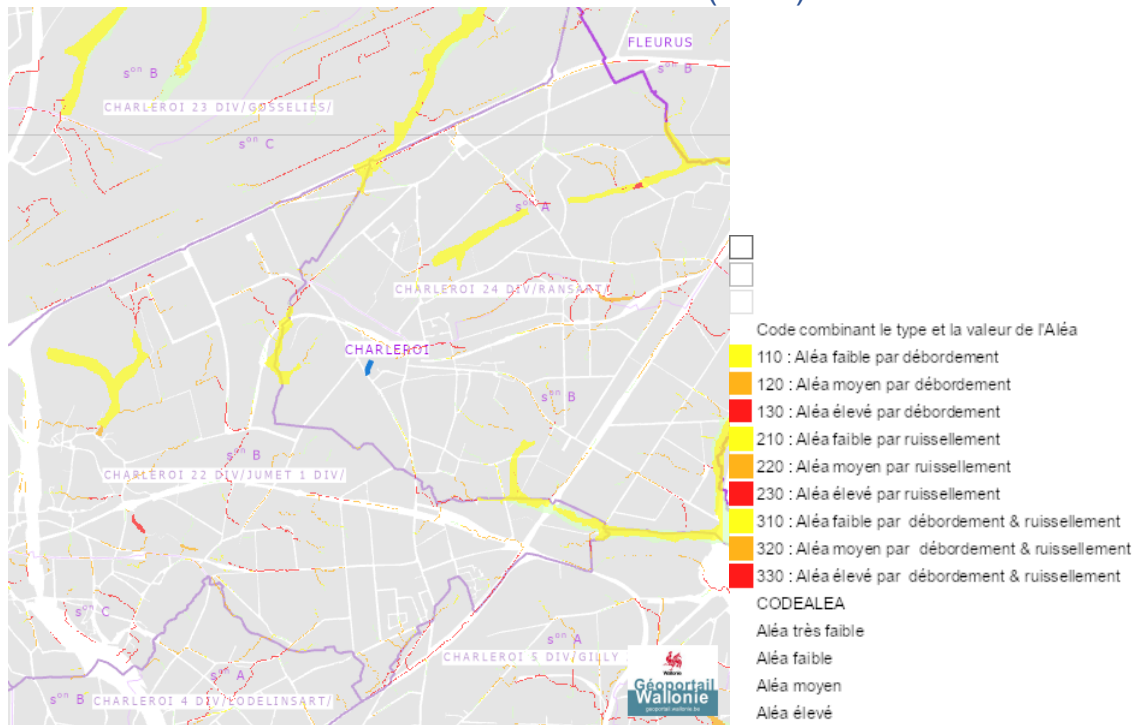 FLEURUS
sᵒⁿ B
sᵒⁿ B
CHARLEROI 23 DIV/GOSSELIES/
sᵒⁿ C
sᵒⁿ A
CHARLEROI 24 DIV/RANSART/
CHARLEROI
sᵒⁿ B
sᵒⁿ B
CHARLEROI 22 DIV/JUMET 1 DIV/
sᵒⁿ C
sᵒⁿ A
CHARLEROI 5 DIV/GILLY
sᵒⁿ A
sᵒⁿ B
CHARLEROI 4 DIV/LODELINSART/
Wallonie
Géoportail
Wallonie
geoportail.wallonie.be
Code combinant le type et la valeur de l'Aléa
110 : Aléa faible par débordement
120 : Aléa moyen par débordement
130 : Aléa élevé par débordement
210 : Aléa faible par ruissellement
220 : Aléa moyen par ruissellement
230 : Aléa élevé par ruissellement
310 : Aléa faible par débordement & ruissellement
320 : Aléa moyen par débordement & ruissellement
330 : Aléa élevé par débordement & ruissellement
CODEALEA
Aléa très faible
Aléa faible
Aléa moyen
Aléa élevé